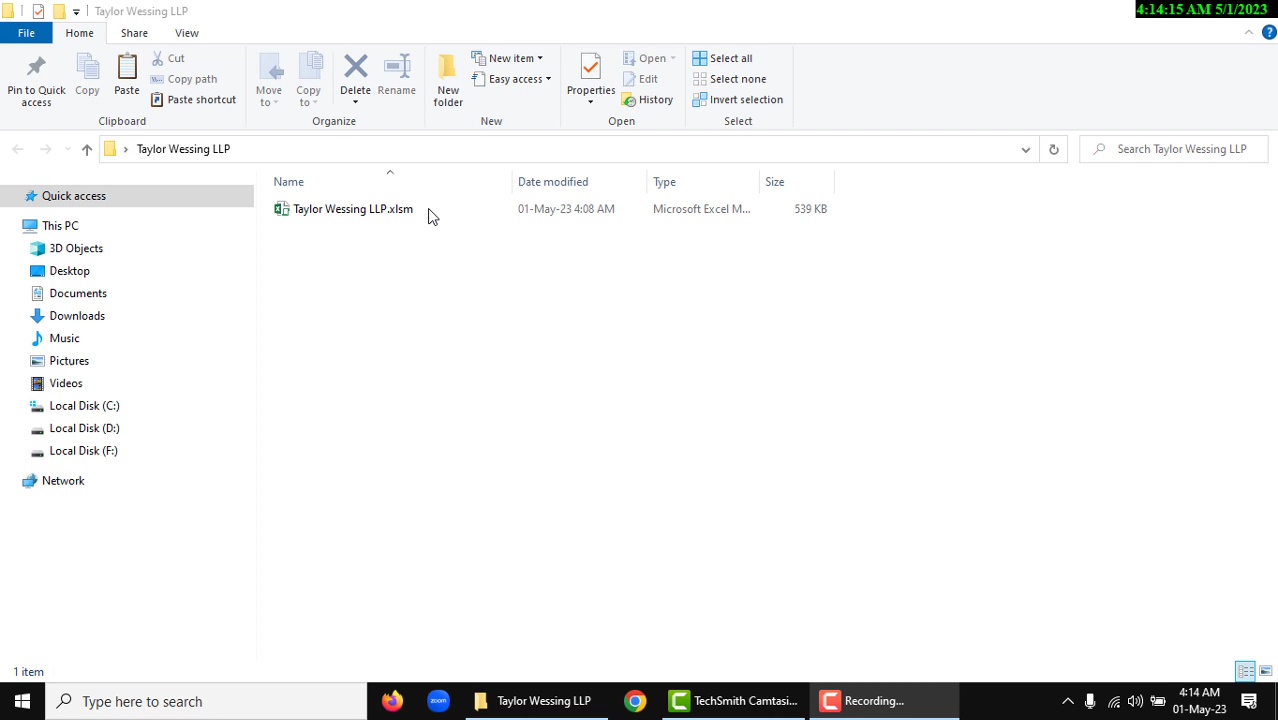 Taylor Wessing LLP
4:14:15 AM 5/1/2023
File Home Share View
Pin to Quick access
Copy
Paste
Cut
Copy path
Paste shortcut
Clipboard
Move to
Copy to
Delete
Rename
Organize
New folder
New item
Easy access
New
Properties
Open
Edit
History
Open
Select all
Select none
Invert selection
Select
Taylor Wessing LLP
Search Taylor Wessing LLP
Name Date modified Type Size
Taylor Wessing LLP.xlsm 01-May-23 4:08 AM Microsoft Excel M... 539 KB
Quick access
This PC
3D Objects
Desktop
Documents
Downloads
Music
Pictures
Videos
Local Disk (C:)
Local Disk (D:)
Local Disk (F:)
Network
1 item
Type here to search
zoom
Taylor Wessing LLP
TechSmith Camtasi...
Recording...
4:14 AM
01-May-23